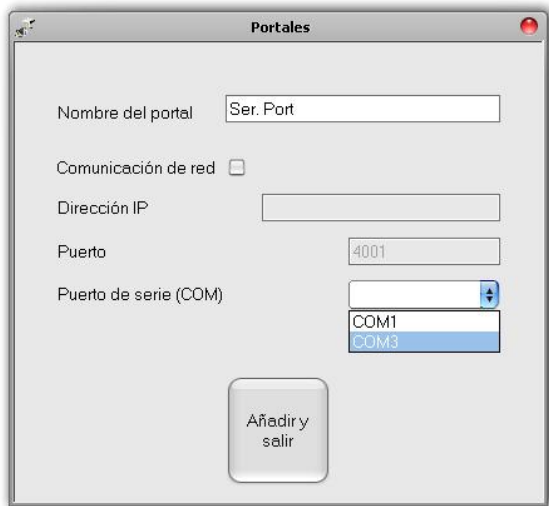 Portales
Nombre del portal Ser. Port
Comunicación de red
Dirección IP
Puerto 4001
Puerto de serie (COM)
COM1
COM3
Añadir y
salir